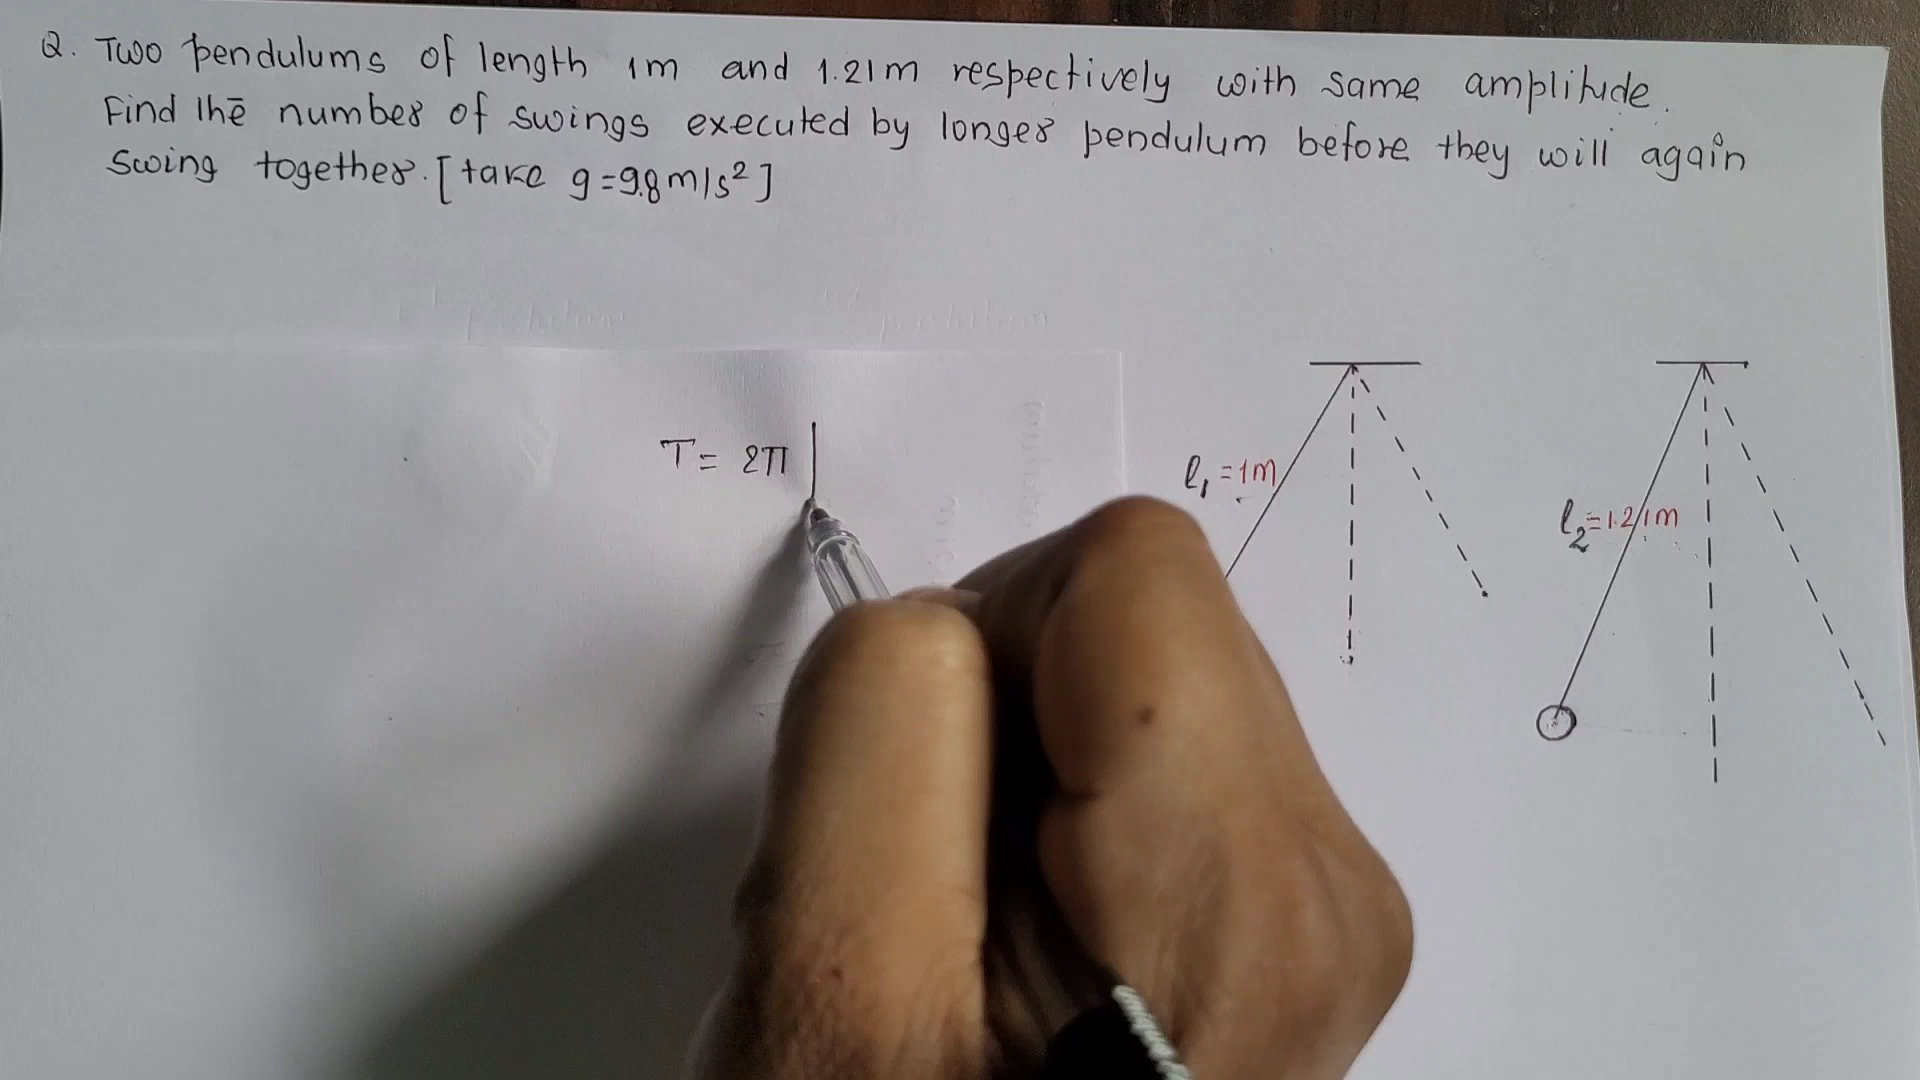 Q. Two pendulums of length 1m and 1.21m respectively with same amplitude.
Find the number of swings executed by longer pendulum before they will again
swing together. [take g=9.8m/s²]
T= 2π
l₁=1m
l₂=1.21m